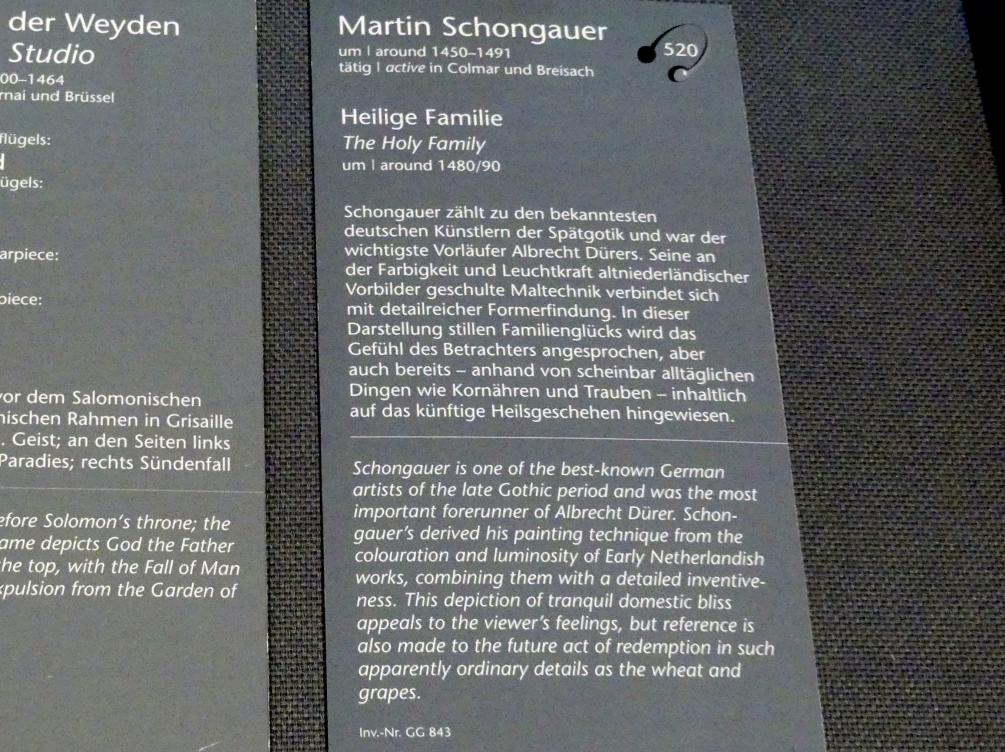 der Weyden
Studio
00–1464
rnai und Brüssel
flügels:
ügels:
arpiece:
piece:
vor dem Salomonischen
nischen Rahmen in Grisaille
. Geist; an den Seiten links
Paradies; rechts Sündenfall
efore Solomon's throne; the
ame depicts God the Father
the top, with the Fall of Man
xpulsion from the Garden of
Martin Schongauer
520
um | around 1450–1491
tätig | active in Colmar und Breisach
Heilige Familie
The Holy Family
um | around 1480/90
Schongauer zählt zu den bekanntesten
deutschen Künstlern der Spätgotik und war der
wichtigste Vorläufer Albrecht Dürers. Seine an
der Farbigkeit und Leuchtkraft altniederländischer
Vorbilder geschulte Maltechnik verbindet sich
mit detailreicher Formerfindung. In dieser
Darstellung stillen Familienglücks wird das
Gefühl des Betrachters angesprochen, aber
auch bereits – anhand von scheinbar alltäglichen
Dingen wie Kornähren und Trauben – inhaltlich
auf das künftige Heilsgeschehen hingewiesen.
Schongauer is one of the best-known German
artists of the late Gothic period and was the most
important forerunner of Albrecht Dürer. Schon-
gauer's derived his painting technique from the
colouration and luminosity of Early Netherlandish
works, combining them with a detailed inventive-
ness. This depiction of tranquil domestic bliss
appeals to the viewer's feelings, but reference is
also made to the future act of redemption in such
apparently ordinary details as the wheat and
grapes.
Inv.-Nr. GG 843